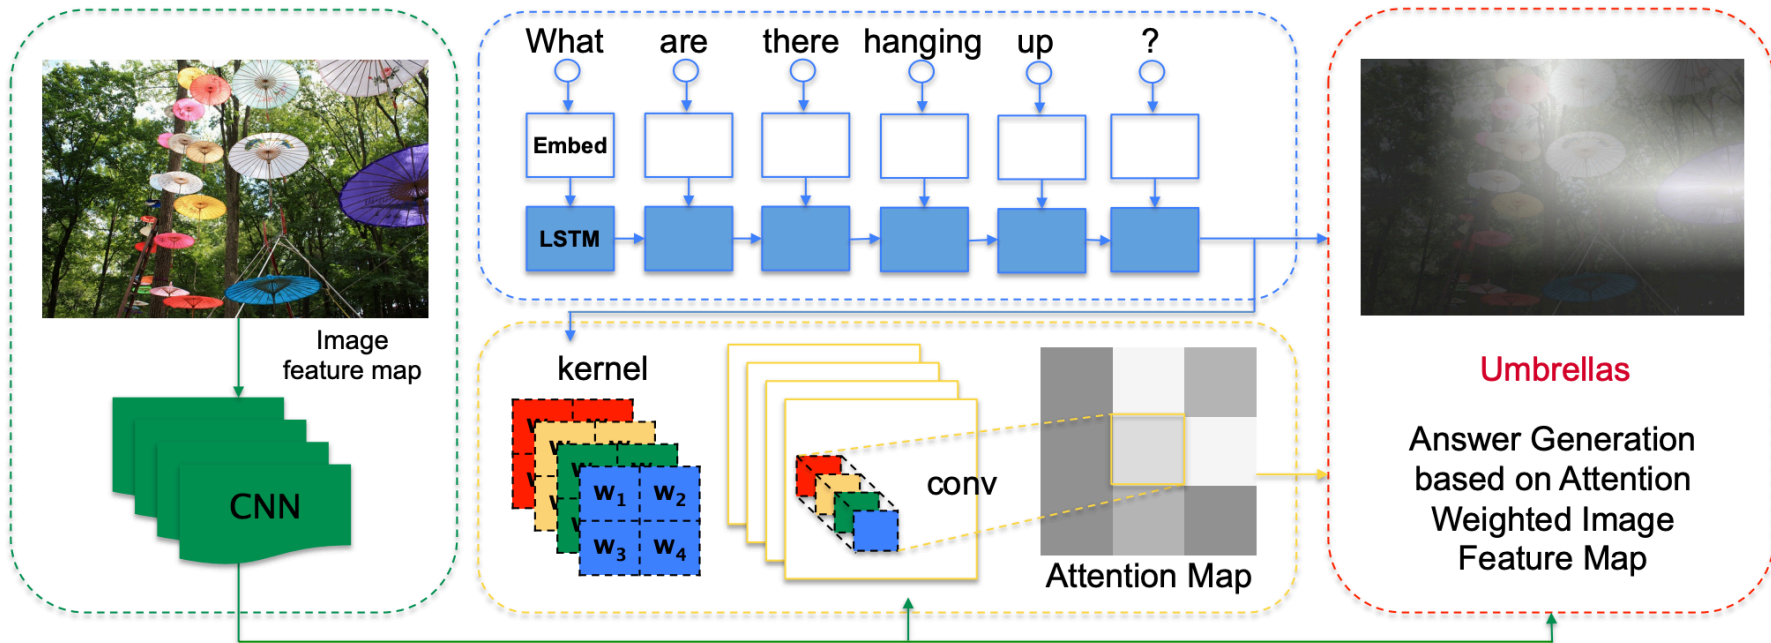 What are there hanging up ?
Embed
LSTM
Image
feature map
CNN
kernel
w
w
w
w
w₁ w₂
w₃ w₄
conv
Attention Map
Umbrellas
Answer Generation
based on Attention
Weighted Image
Feature Map